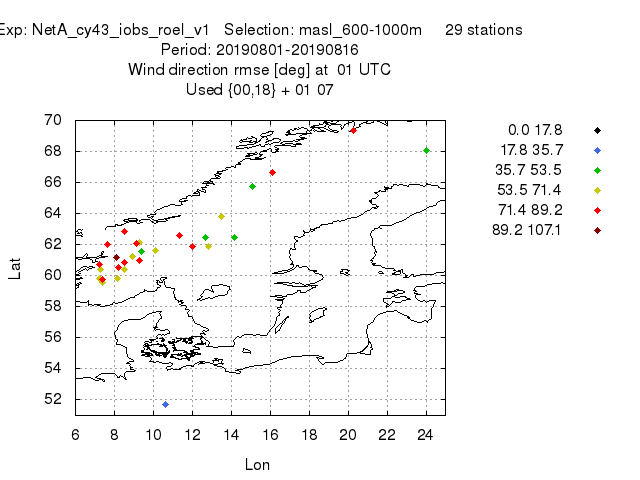 Exp: NetA_cy43_iobs_roel_v1 Selection: masl_600-1000m 29 stations
Period: 20190801-20190816
Wind direction rmse [deg] at 01 UTC
Used {00,18} + 01 07
70
68
66
64
62
60
58
56
54
52
Lat
6 8 10 12 14 16 18 20 22 24
Lon
0.0 17.8
17.8 35.7
35.7 53.5
53.5 71.4
71.4 89.2
89.2 107.1